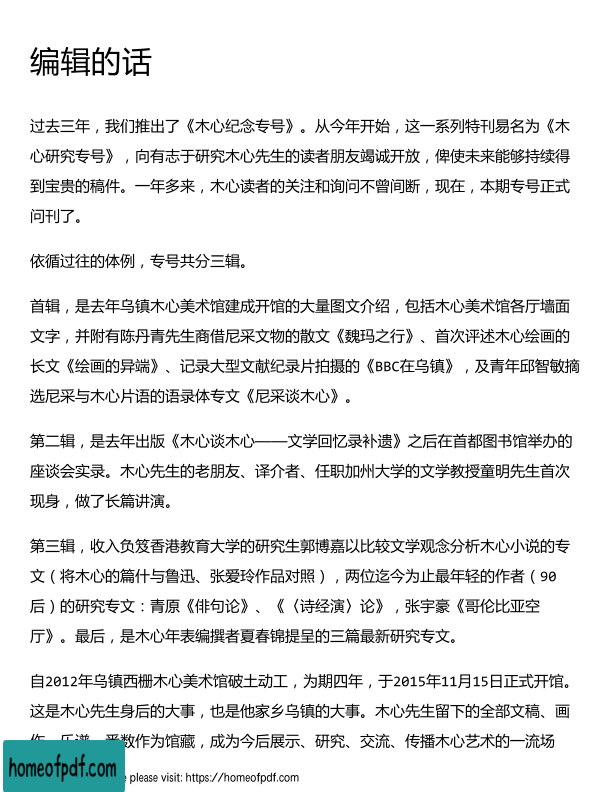 编辑的话
过去三年，我们推出了《木心纪念专号》。从今年开始，这一系列特刊易名为《木
心研究专号》，向有志于研究木心先生的读者朋友竭诚开放，俾使未来能够持续得
到宝贵的稿件。一年多来，木心读者的关注和询问不曾间断，现在，本期专号正式
问刊了。
依循过往的体例，专号共分三辑。
首辑，是去年乌镇木心美术馆建成开馆的大量图文介绍，包括木心美术馆各厅墙面
文字，并附有陈丹青先生商借尼采文物的散文《魏玛之行》、首次评述木心绘画的
长文《绘画的异端》、记录大型文献纪录片拍摄的《BBC在乌镇》，及青年邱智敏摘
选尼采与木心片语的语录体专文《尼采谈木心》。
第二辑，是去年出版《木心谈木心——文学回忆录补遗》之后在首都图书馆举办的
座谈会实录。木心先生的老朋友、译介者、任职加州大学的文学教授童明先生首次
现身，做了长篇讲演。
第三辑，收入负笈香港教育大学的研究生郭博嘉以比较文学观念分析木心小说的专
文（将木心的篇什与鲁迅、张爱玲作品对照），两位迄今为止最年轻的作者（90
后）的研究专文：青原《俳句论》、《〈诗经演〉论》，张宇豪《哥伦比亚空
厅》。最后，是木心年表编撰者夏春锦提呈的三篇最新研究专文。
自2012年乌镇西栅木心美术馆破土动工，为期四年，于2015年11月15日正式开馆。
这是木心先生身后的大事，也是他家乡乌镇的大事。木心先生留下的全部文稿、画
作、乐谱，悉数作为馆藏，成为今后展示、研究、交流、传播木心艺术的一流场
homeofpdf.com
please visit: https://homeofpdf.com